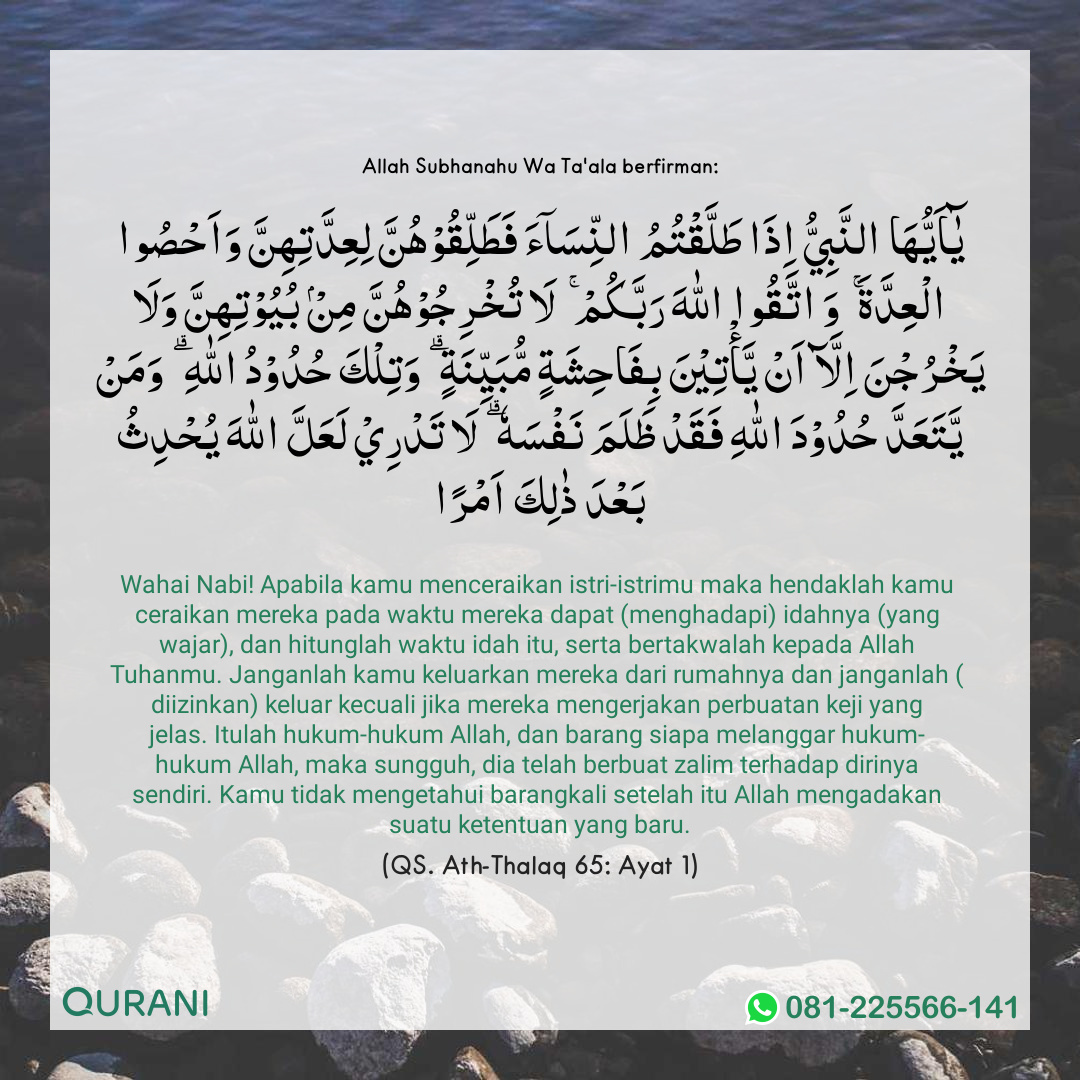 Allah Subhanahu Wa Ta'ala berfirman:
يٰٓاَيُّهَا النَّبِيُّ اِذَا طَلَّقْتُمُ النِّسَآءَ فَطَلِّقُوْهُنَّ لِعِدَّتِهِنَّ وَاَحْصُوا
الْعِدَّةَۚ وَاتَّقُوا اللّٰهَ رَبَّكُمْۚ لَا تُخْرِجُوْهُنَّ مِنْۢ بُيُوْتِهِنَّ وَلَا
يَخْرُجْنَ اِلَّآ اَنْ يَّأْتِيْنَ بِفَاحِشَةٍ مُّبَيِّنَةٍۗ وَتِلْكَ حُدُوْدُ اللّٰهِۗ وَمَنْ
يَّتَعَدَّ حُدُوْدَ اللّٰهِ فَقَدْ ظَلَمَ نَفْسَهٗۗ لَا تَدْرِيْ لَعَلَّ اللّٰهَ يُحْدِثُ
بَعْدَ ذٰلِكَ اَمْرًا
Wahai Nabi! Apabila kamu menceraikan istri-istrimu maka hendaklah kamu
ceraikan mereka pada waktu mereka dapat (menghadapi) idahnya (yang
wajar), dan hitunglah waktu idah itu, serta bertakwalah kepada Allah
Tuhanmu. Janganlah kamu keluarkan mereka dari rumahnya dan janganlah (
diizinkan) keluar kecuali jika mereka mengerjakan perbuatan keji yang
jelas. Itulah hukum-hukum Allah, dan barang siapa melanggar hukum-
hukum Allah, maka sungguh, dia telah berbuat zalim terhadap dirinya
sendiri. Kamu tidak mengetahui barangkali setelah itu Allah mengadakan
suatu ketentuan yang baru.
(QS. Ath-Thalaq 65: Ayat 1)
QURANI
081-225566-141